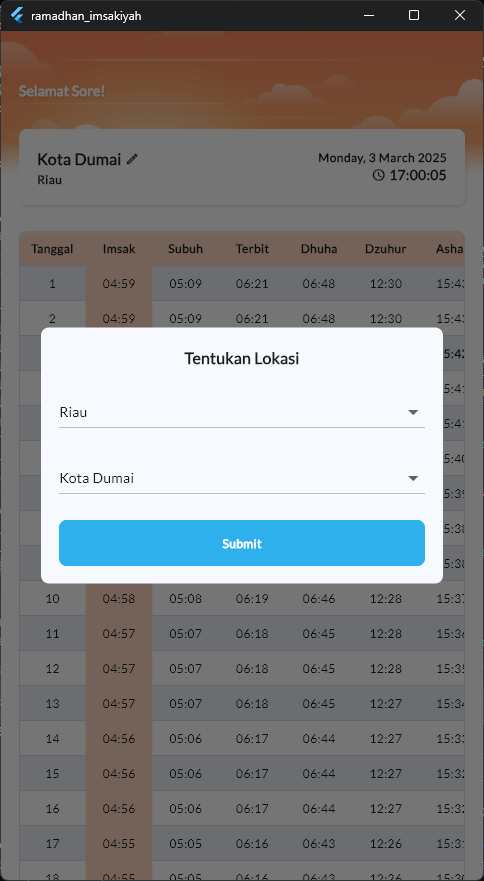 ramadhan_imsakiyah
Selamat Sore!
Kota Dumai
Riau
Monday, 3 March 2025
17:00:05
Tanggal Imsak Subuh Terbit Dhuha Dzuhur Asha
1 04:59 05:09 06:21 06:48 12:30 15:43
2 04:59 05:09 06:21 06:48 12:30 15:43
15:42
Tentukan Lokasi
15:41
Riau
15:41
15:40
Kota Dumai
15:39
15:38
Submit
15:38
10 04:58 05:08 06:19 06:46 12:28 15:37
11 04:57 05:07 06:18 06:45 12:28 15:36
12 04:57 05:07 06:18 06:45 12:28 15:35
13 04:57 05:07 06:18 06:45 12:27 15:34
14 04:56 05:06 06:17 06:44 12:27 15:33
15 04:56 05:06 06:17 06:44 12:27 15:32
16 04:56 05:06 06:17 06:44 12:27 15:32
17 04:55 05:05 06:16 06:43 12:26 15:31
18 04:55 05:05 06:16 06:43 12:26 15:30